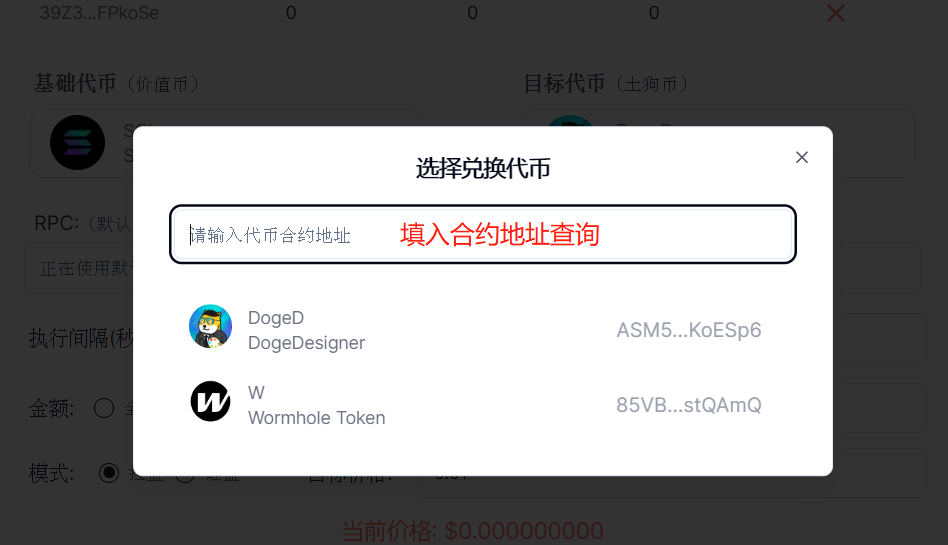 39Z3...FPkoSe 0 0 0
基础代币（价值币） 目标代币（土狗币）
选择兑换代币
RPC:（默认
请输入代币合约地址 填入合约地址查询
正在使用默
DogeD
DogeDesigner ASM5...KoESp6
执行间隔(秒
W
Wormhole Token 85VB...stQAmQ
金额:
模式:
当前价格: $0.000000000